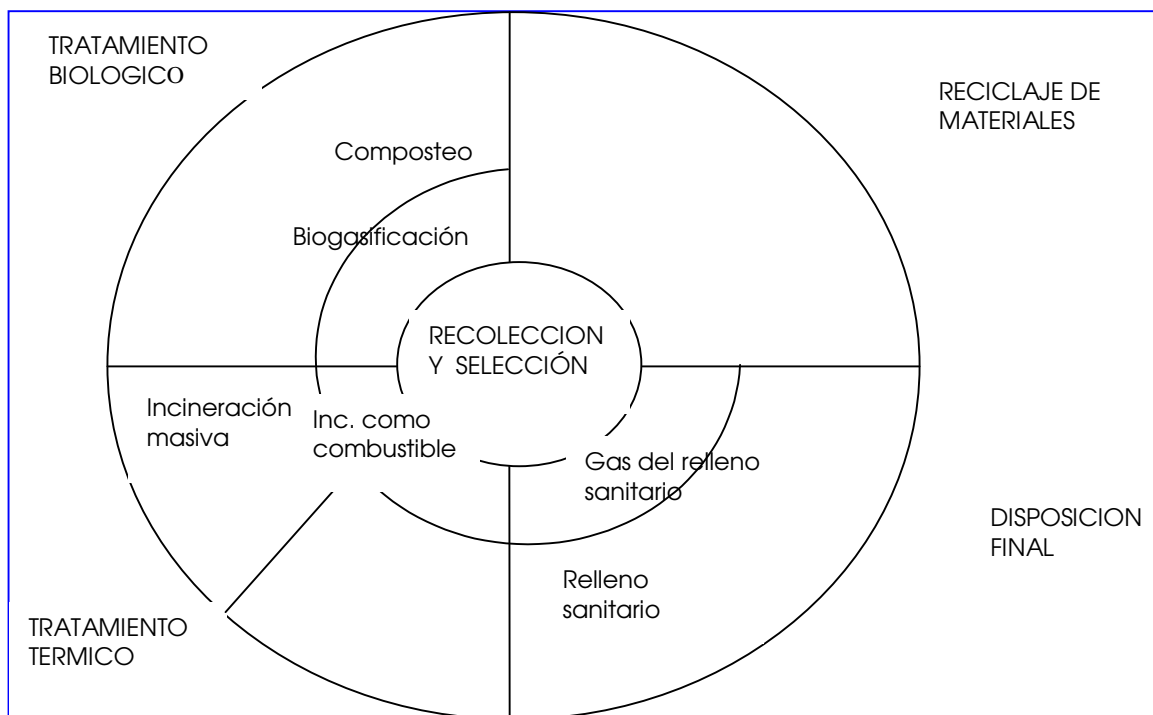 TRATAMIENTO
BIOLOGICO
RECICLAJE DE
MATERIALES
Composteo
Biogasificación
RECOLECCION
Y SELECCIÓN
Incineración
masiva
Inc. como
combustible
Gas del relleno
sanitario
DISPOSICION
FINAL
Relleno
sanitario
TRATAMIENTO
TERMICO